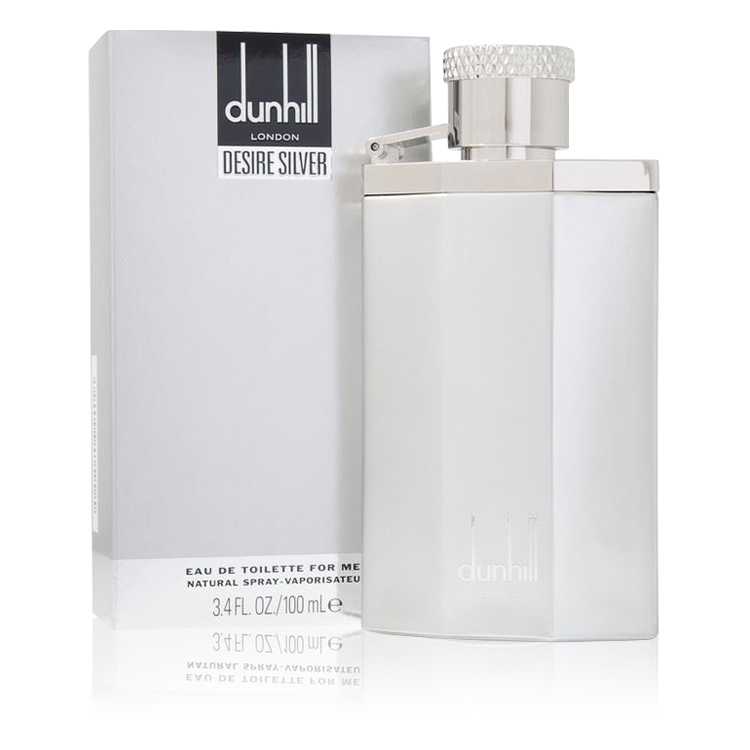 dunhill
LONDON
DESIRE SILVER
EAU DE TOILETTE FOR ME
NATURAL SPRAY-VAPORISATEU
3.4 FL. OZ./100 mL e
dunhill